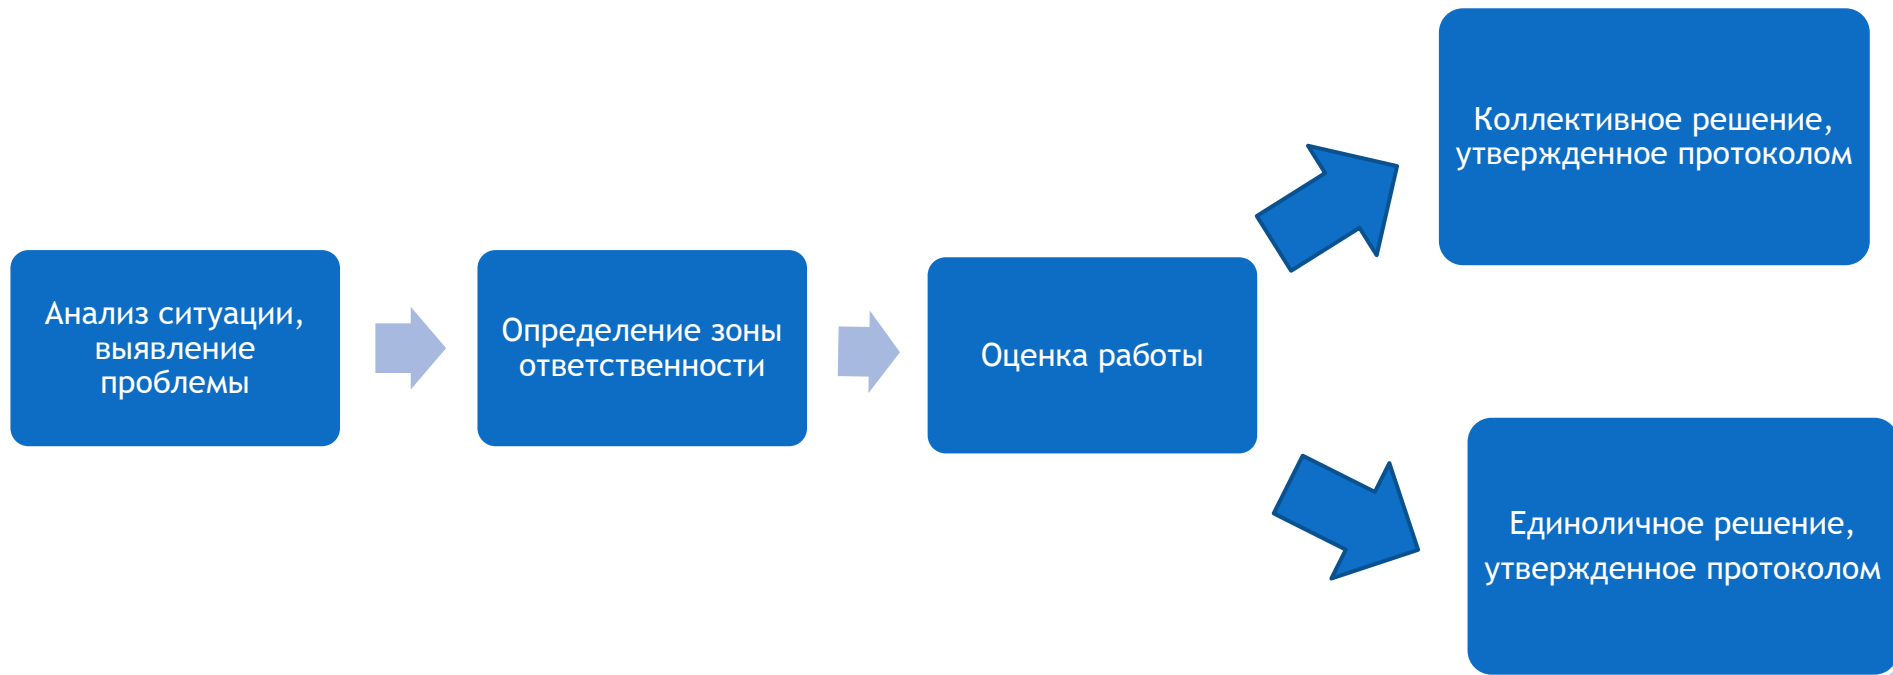 Анализ ситуации,
выявление
проблемы
Определение зоны
ответственности
Оценка работы
Коллективное решение,
утвержденное протоколом
Единоличное решение,
утвержденное протоколом